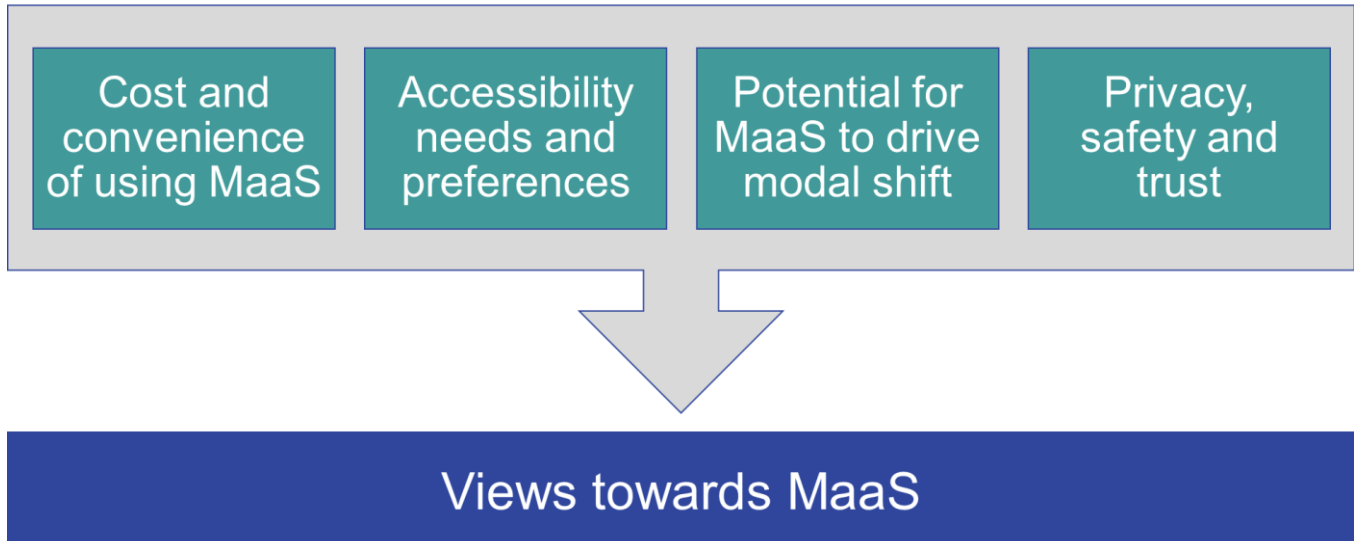 Cost and
convenience
of using MaaS
Accessibility
needs and
preferences
Potential for
MaaS to drive
modal shift
Privacy,
safety and
trust
Views towards MaaS